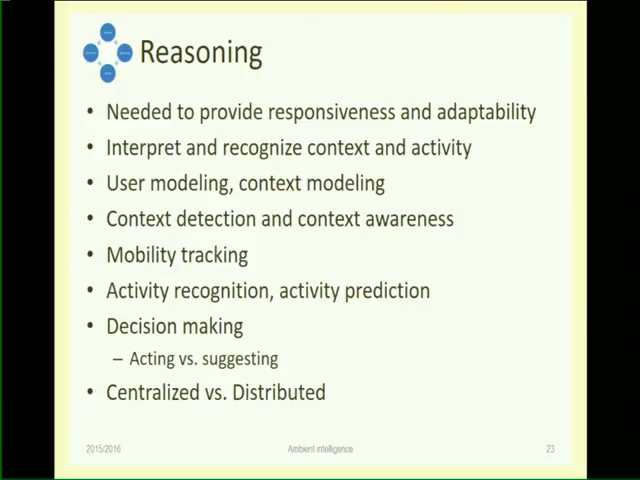 Reasoning
• Needed to provide responsiveness and adaptability
• Interpret and recognize context and activity
• User modeling, context modeling
• Context detection and context awareness
• Mobility tracking
• Activity recognition, activity prediction
• Decision making
– Acting vs. suggesting
• Centralized vs. Distributed
2015/2016 Ambient intelligence 23